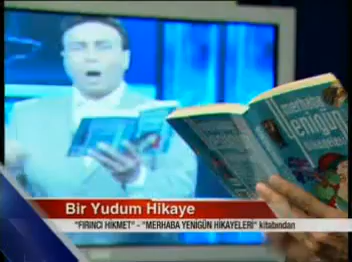 merhaba
yenigün
hikayeleri
Bir Yudum Hikaye
"FIRINCI HİKMET" - "MERHABA YENİGÜN HİKAYELERİ" kitabından